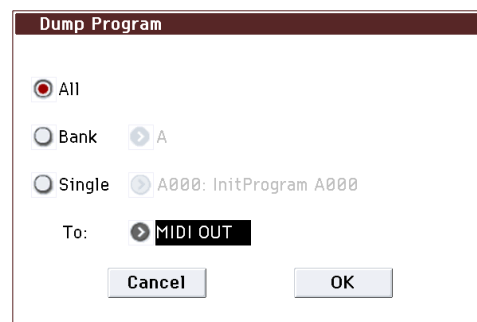 Dump Program
All
Bank A
Single A000: InitProgram A000
To: MIDI OUT
Cancel OK